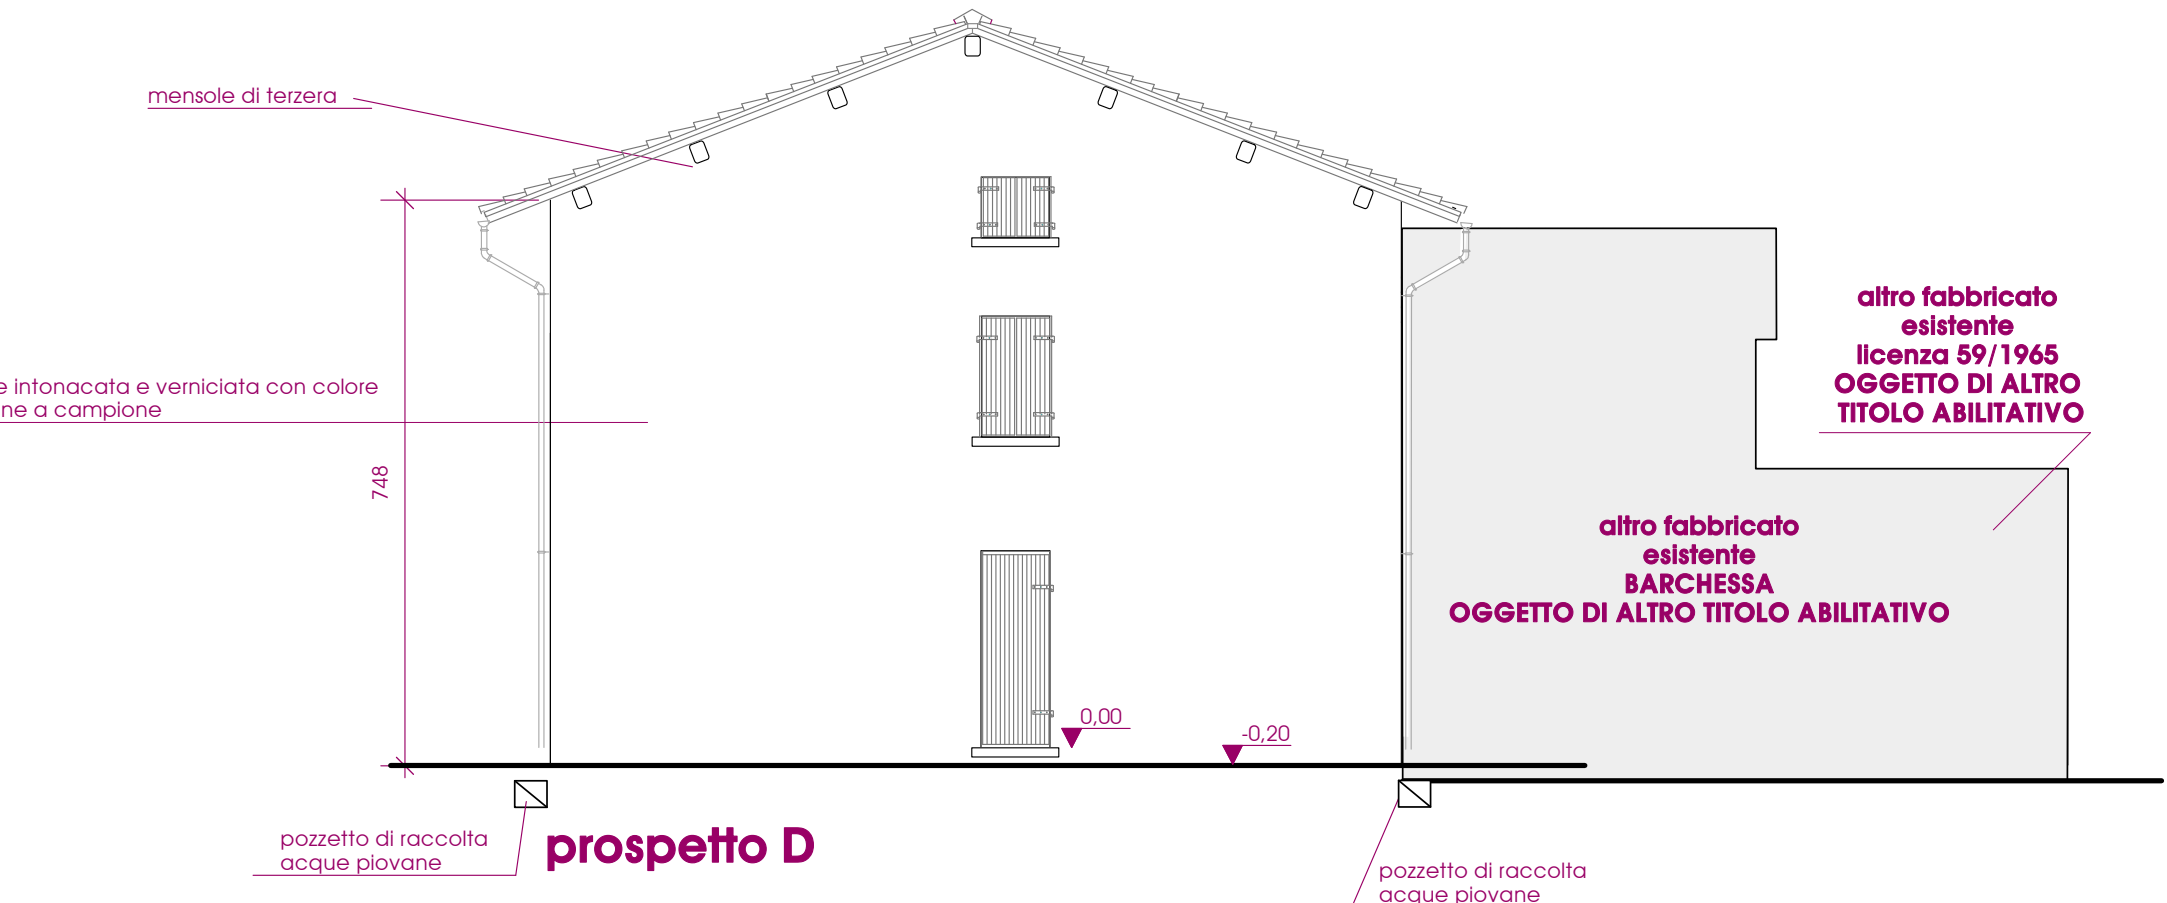 mensole di terzera
altro fabbricato
esistente
licenza 59/1965
OGGETTO DI ALTRO
TITOLO ABILITATIVO
e intonacata e verniciata con colore
ne a campione
748
altro fabbricato
esistente
BARCHESSA
OGGETTO DI ALTRO TITOLO ABILITATIVO
0,00
-0,20
pozzetto di raccolta
acque piovane
prospetto D
pozzetto di raccolta
acque piovane